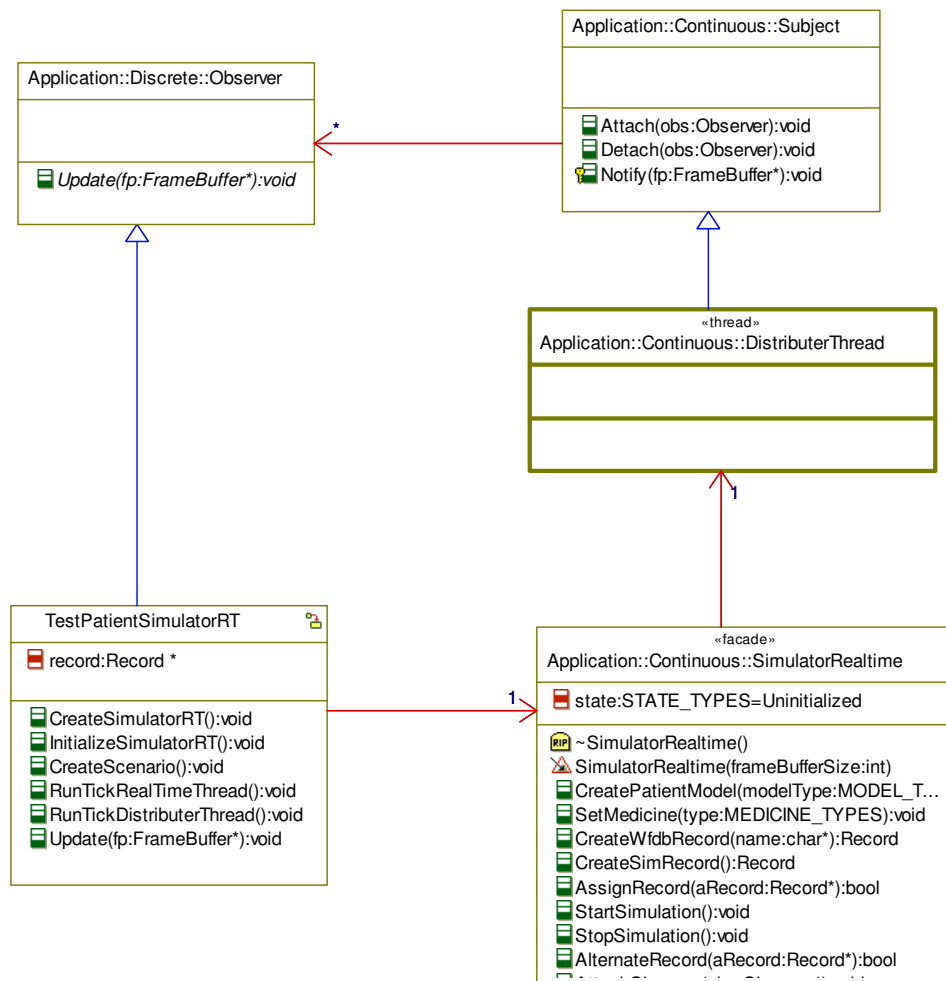 Application::Continuous::Subject
Attach(obs:Observer):void
Detach(obs:Observer):void
Notify(fp:FrameBuffer*):void
Application::Discrete::Observer
Update(fp:FrameBuffer*):void
*
«thread»
Application::Continuous::DistributerThread
1
TestPatientSimulatorRT
record:Record *
CreateSimulatorRT():void
InitializeSimulatorRT():void
CreateScenario():void
RunTickRealTimeThread():void
RunTickDistributerThread():void
Update(fp:FrameBuffer*):void
1
«facade»
Application::Continuous::SimulatorRealtime
state:STATE_TYPES=Uninitialized
RIP
~SimulatorRealtime()
SimulatorRealtime(frameBufferSize:int)
CreatePatientModel(modelType:MODEL_T...
SetMedicine(type:MEDICINE_TYPES):void
CreateWfdbRecord(name:char*):Record
CreateSimRecord():Record
AssignRecord(aRecord:Record*):bool
StartSimulation():void
StopSimulation():void
AlternateRecord(aRecord:Record*):bool